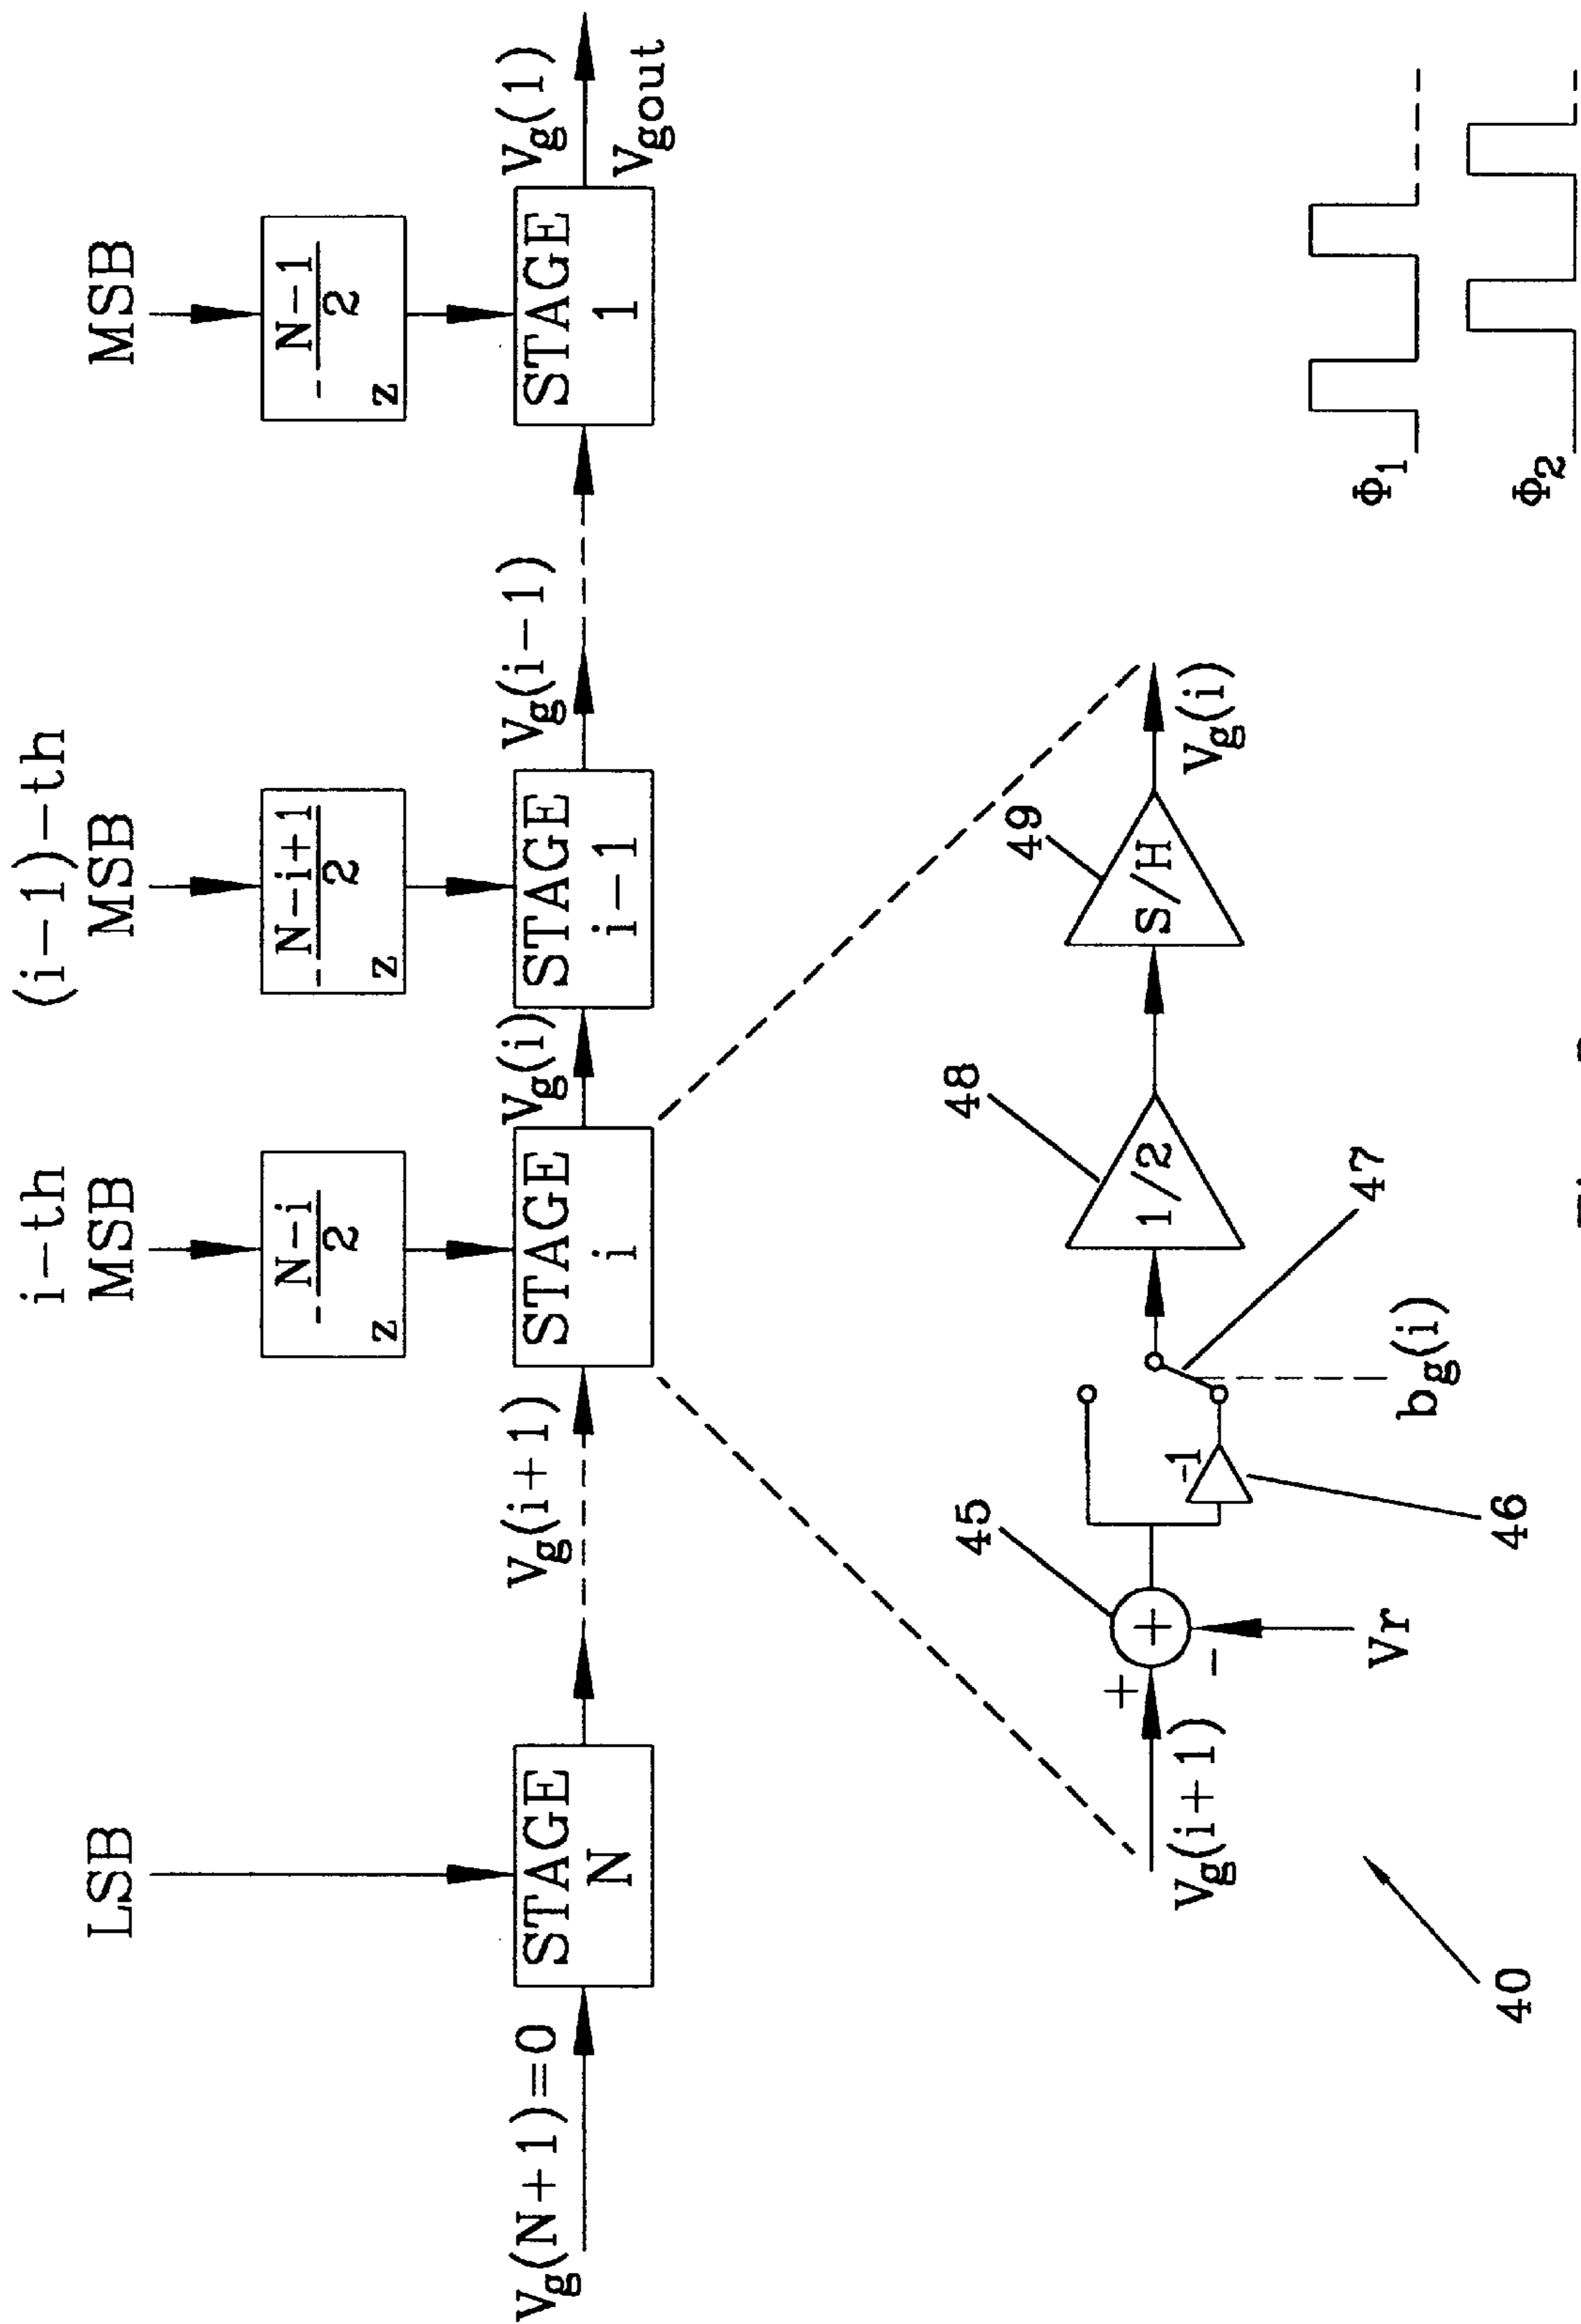 LSB
i-th
MSB
(i-1)-th
MSB
MSB
- N-i / 2
z
- N-i+1 / 2
z
- N-1 / 2
z
Vg(N+1)=0
STAGE
N
Vg(i+1)
STAGE
i
Vg(i)
STAGE
i-1
Vg(i-1)
STAGE
1
Vg(1)
Vgout
40
Vg(i+1)
+
-
+
45
Vr
-1
46
bg(i)
47
1/2
48
S/H
49
Vg(i)
Φ1
Φ2